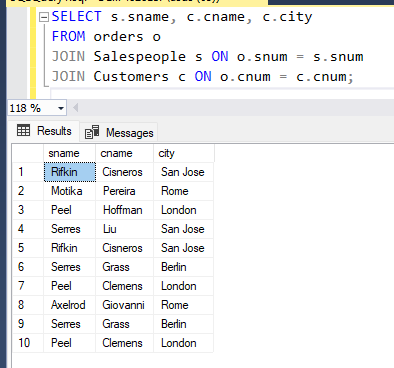 SELECT s.sname, c.cname, c.city
FROM orders o
JOIN Salespeople s ON o.snum = s.snum
JOIN Customers c ON o.cnum = c.cnum;
118 %
Results Messages
sname cname city
1 Rifkin Cisneros San Jose
2 Motika Pereira Rome
3 Peel Hoffman London
4 Serres Liu San Jose
5 Rifkin Cisneros San Jose
6 Serres Grass Berlin
7 Peel Clemens London
8 Axelrod Giovanni Rome
9 Serres Grass Berlin
10 Peel Clemens London